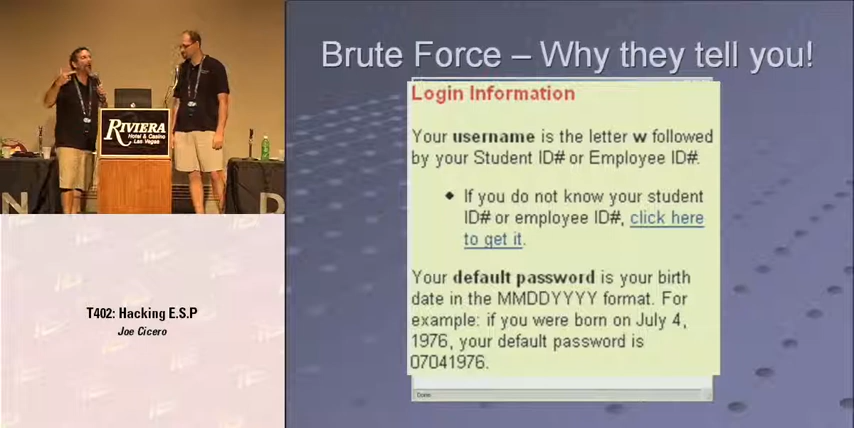 Brute Force – Why they tell you!
Login Information
Your username is the letter w followed
by your Student ID# or Employee ID#.
If you do not know your student
ID# or employee ID#, click here
to get it.
Your default password is your birth
date in the MMDDYYYY format. For
example: if you were born on July 4,
1976, your default password is
07041976.
Done
RIVIERA
Hotel & Casino
Las Vegas
N
D
T402: Hacking E.S.P
Joe Cicero